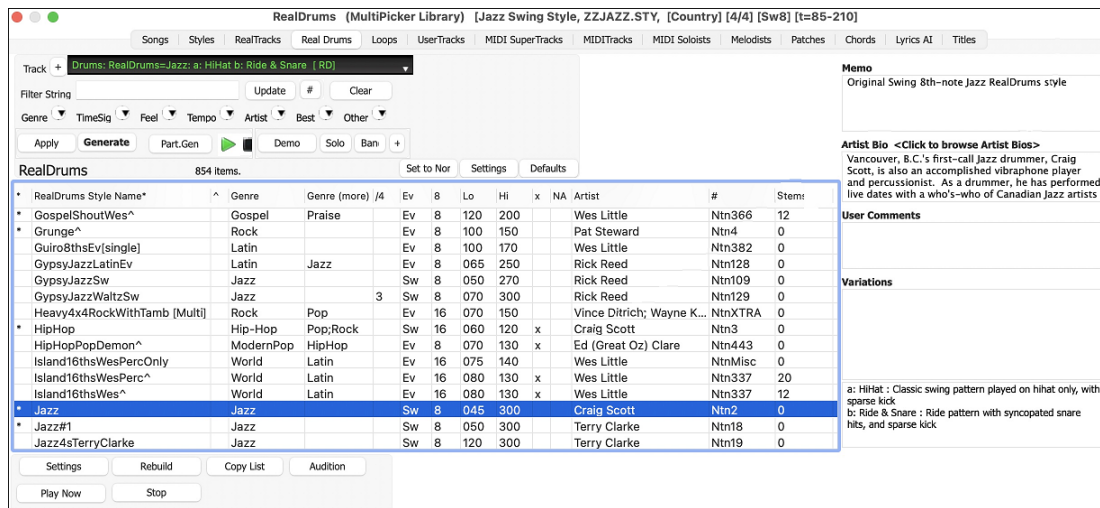 RealDrums (MultiPicker Library) [Jazz Swing Style, ZZJAZZ.STY, [Country] [4/4] [Sw8] [t=85-210]
Songs Styles RealTracks Real Drums Loops UserTracks MIDI SuperTracks MIDITracks MIDI Soloists Melodists Patches Chords Lyrics AI Titles
Track + Drums: RealDrums=Jazz: a: HiHat b: Ride & Snare [ RD]
Filter String Update # Clear
Genre TimeSig Feel Tempo Artist Best Other
Apply Generate Part.Gen Demo Solo Ban +
RealDrums 854 items. Set to Nor Settings Defaults
* RealDrums Style Name* ^ Genre Genre (more) /4 Ev 8 Lo Hi x NA Artist # Stems
* GospelShoutWes^ Gospel Praise Ev 8 120 200 Wes Little Ntn366 12
* Grunge^ Rock Ev 8 100 150 Pat Steward Ntn4 0
Guiro8thsEv[single] Latin Ev 8 100 170 Wes Little Ntn382 0
GypsyJazzLatinEv Latin Jazz Ev 8 065 250 Rick Reed Ntn128 0
GypsyJazzSw Jazz Sw 8 050 270 Rick Reed Ntn109 0
GypsyJazzWaltzSw Jazz 3 Sw 8 070 300 Rick Reed Ntn129 0
Heavy4x4RockWithTamb [Multi] Rock Pop Ev 16 070 150 Vince Ditrich; Wayne K... NtnXTRA 0
* HipHop Hip-Hop Pop;Rock Sw 16 060 120 x Craig Scott Ntn3 0
HipHopPopDemon^ ModernPop HipHop Ev 8 070 130 x Ed (Great Oz) Clare Ntn443 0
Island16thsWesPercOnly World Latin Ev 16 075 140 Wes Little NtnMisc 0
Island16thsWesPerc^ World Latin Ev 16 080 130 x Wes Little Ntn337 20
Island16thsWes^ World Latin Ev 16 080 130 x Wes Little Ntn337 12
* Jazz Jazz Sw 8 045 300 Craig Scott Ntn2 0
* Jazz#1 Jazz Sw 8 050 300 Terry Clarke Ntn18 0
Jazz4sTerryClarke Jazz Sw 8 120 300 Terry Clarke Ntn19 0
Settings Rebuild Copy List Audition
Play Now Stop
Memo
Original Swing 8th-note Jazz RealDrums style
Artist Bio <Click to browse Artist Bios>
Vancouver, B.C.'s first-call Jazz drummer, Craig
Scott, is also an accomplished vibraphone player
and percussionist. As a drummer, he has performed
live dates with a who's-who of Canadian Jazz artists
User Comments
Variations
a: HiHat : Classic swing pattern played on hihat only, with
sparse kick
b: Ride & Snare : Ride pattern with syncopated snare
hits, and sparse kick